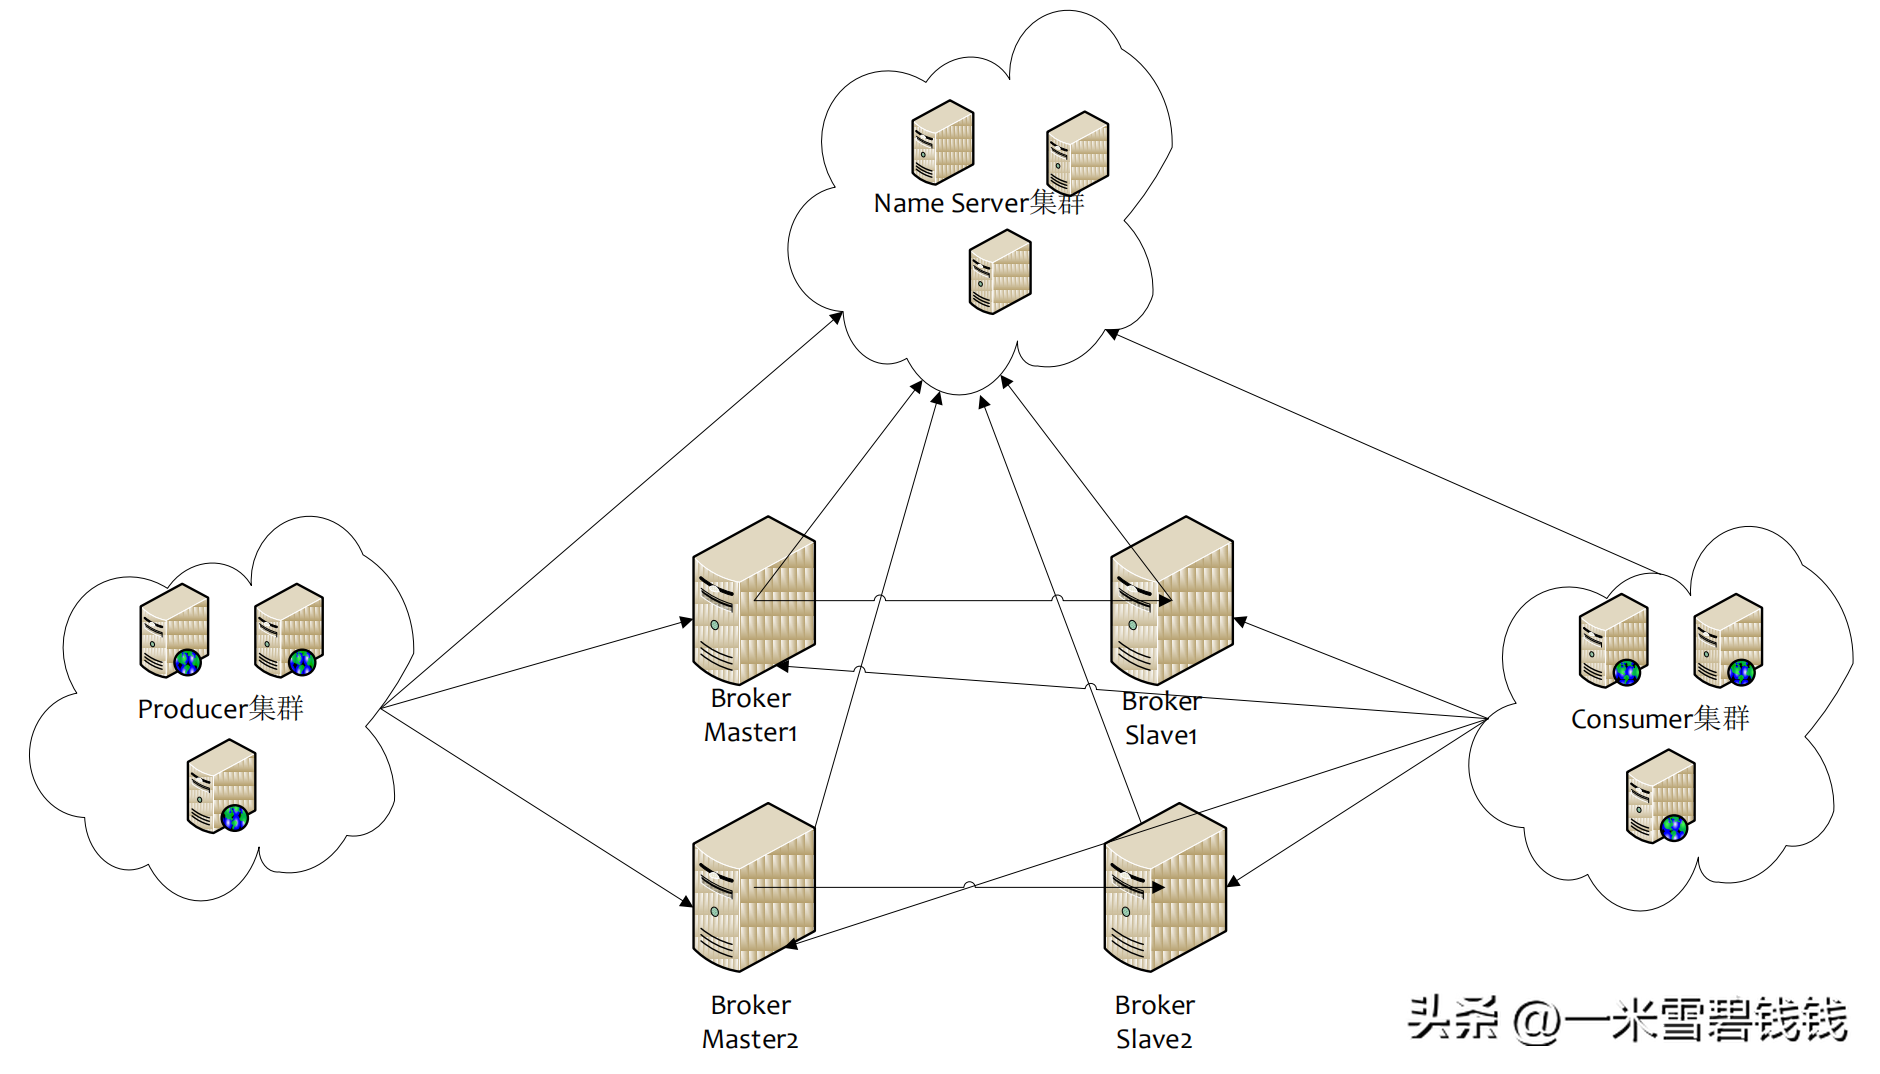 Name Server集群
Producer集群
Broker
Master1
Broker
Slave1
Consumer集群
Broker
Master2
Broker
Slave2
头条 @一米雪碧钱钱